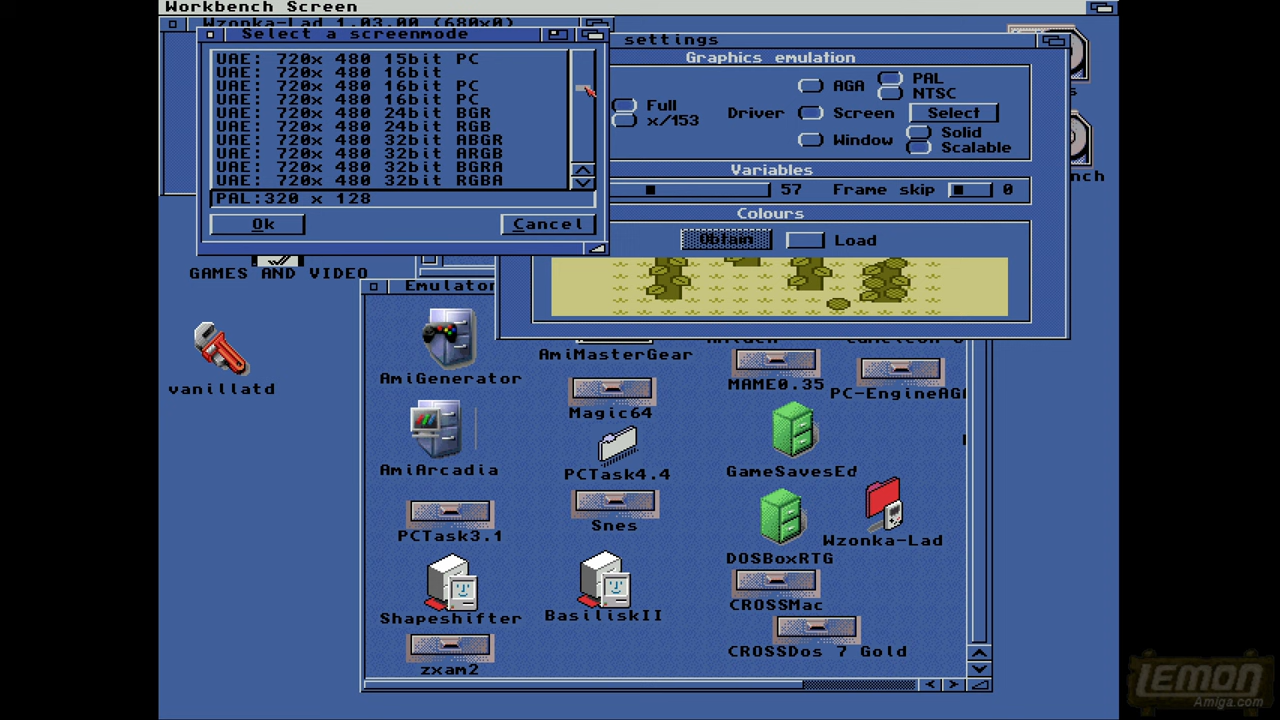 Workbench Screen
Wzonka-Lad 1.03.00 (680x0)
Select a screenmode
UAE: 720x 480 15bit PC
UAE: 720x 480 16bit
UAE: 720x 480 16bit PC
UAE: 720x 480 16bit PC
UAE: 720x 480 24bit BGR
UAE: 720x 480 24bit RGB
UAE: 720x 480 32bit ABGR
UAE: 720x 480 32bit ARGB
UAE: 720x 480 32bit BGRA
UAE: 720x 480 32bit RGBA
PAL:320 x 128
Ok
Cancel
settings
Graphics emulation
Full
x/153
Driver
AGA
Screen
Window
PAL
NTSC
Select
Solid
Scalable
Variables
57
Frame skip
0
Colours
Obtain
Load
GAMES AND VIDEO
vanillatd
Emulator
AmiGenerator
AmiMasterGear
MAME0.35
PC-EngineAGA
Magic64
AmiArcadia
PCTask4.4
GameSavesEd
PCTask3.1
Snes
DOSBoxRTG
Wzonka-Lad
Shapeshifter
BasiliskII
CROSSMac
CROSSDos 7 Gold
zxam2
LEMON
Amiga.com